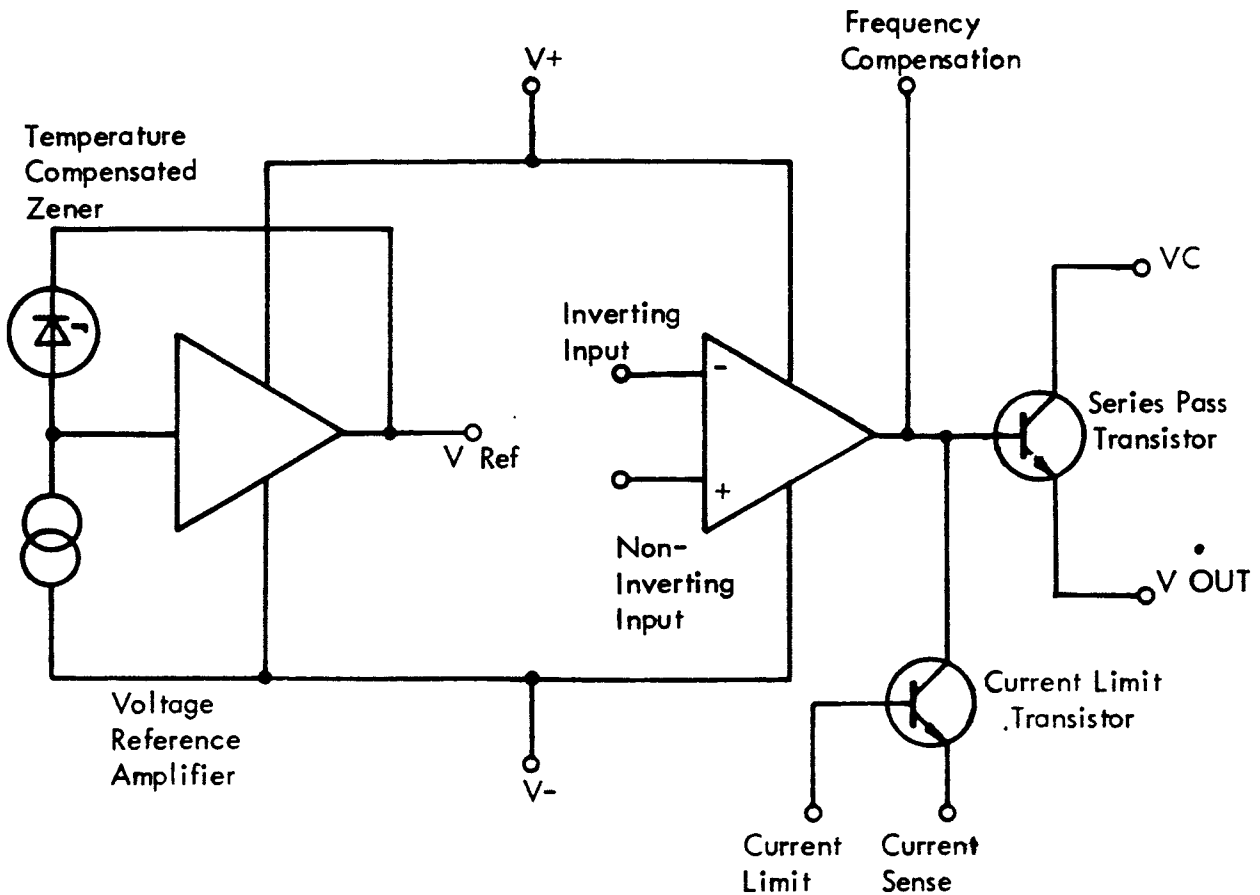 Frequency
Compensation
V+
Temperature
Compensated
Zener
VC
Inverting
Input
-
Series Pass
Transistor
V Ref
+
Non-
Inverting
Input
V OUT
Current Limit
.Transistor
Voltage
Reference
Amplifier
V-
Current
Limit
Current
Sense